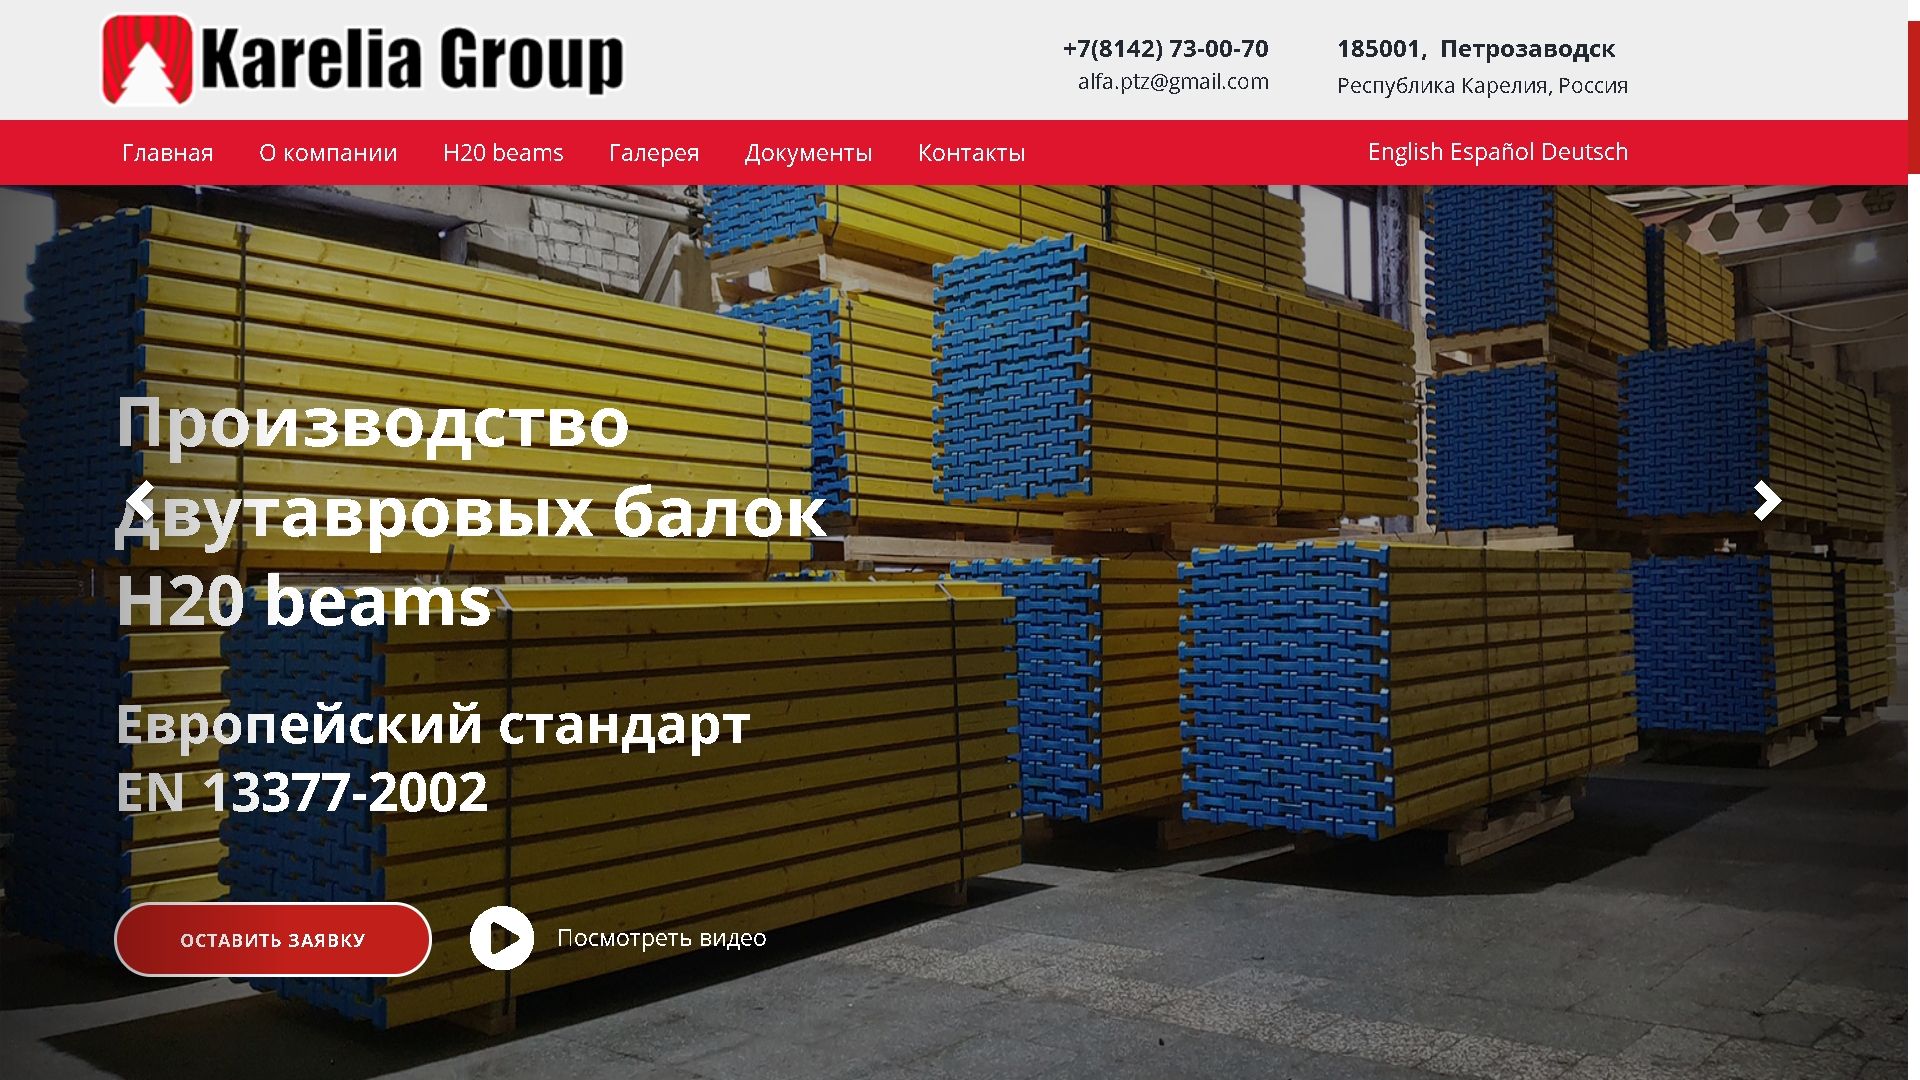 Karelia Group
+7(8142) 73-00-70
alfa.ptz@gmail.com
185001, Петрозаводск
Республика Карелия, Россия
Главная О компании H20 beams Галерея Документы Контакты English Español Deutsch
Производство
двутавровых балок
H20 beams
Европейский стандарт
EN 13377-2002
ОСТАВИТЬ ЗАЯВКУ
Посмотреть видео